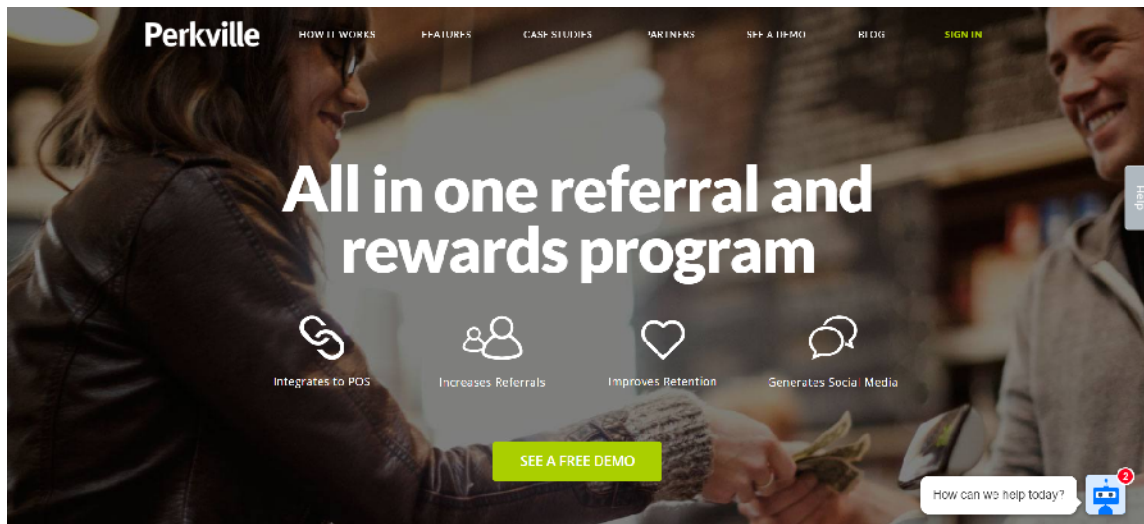 Perkville
HOW IT WORKS FEATURES CASE STUDIES PARTNERS SEE A DEMO BLOG SIGN IN
All in one referral and
rewards program
Help
Integrates to POS Increases Referrals Improves Retention Generates Social Media
SEE A FREE DEMO
2
How can we help today?